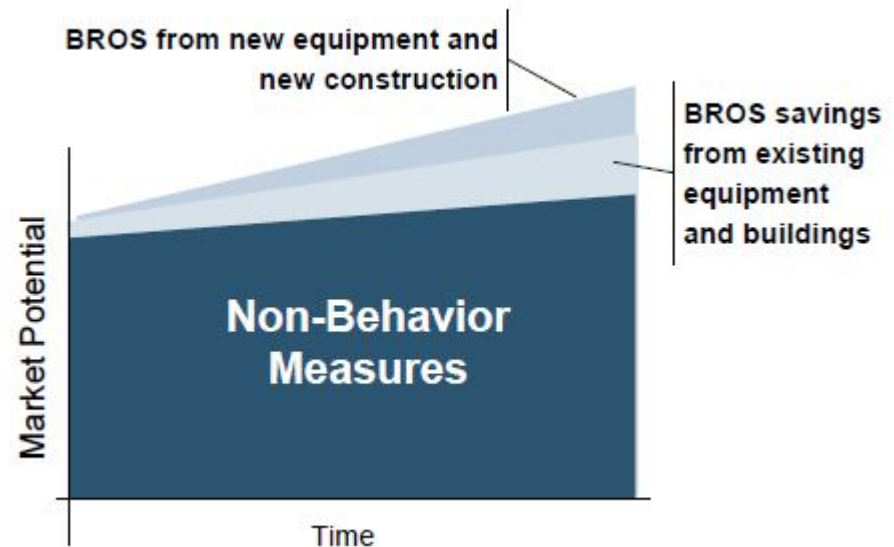 BROS from new equipment and
new construction
BROS savings
from existing
equipment
and buildings
Non-Behavior
Measures
Market Potential
Time